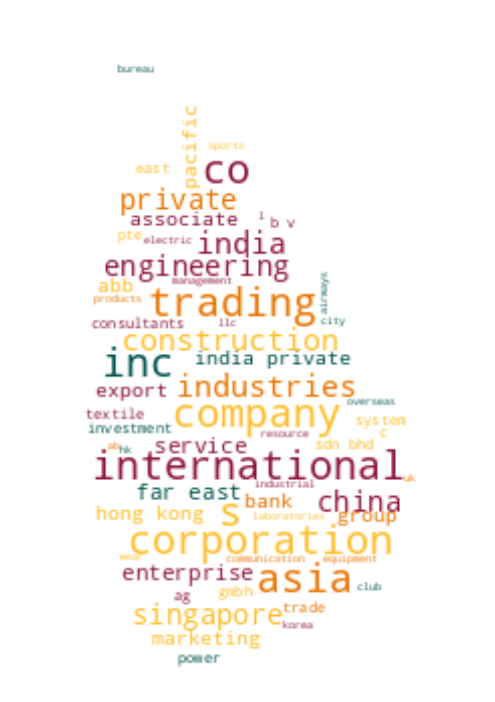 bureau
pacific
sports
east
co
private
associate l b v
pte electric india
engineering
management
abb
products trading airways
consultants llc city
construction
inc india private
export industries
overseas
textile company system
investment resource c
ab hk service sdn bhd
international uk
industrial
far east bank china
hong kong s laboratories group
corporation
wear communication equipment
enterprise asia club
ag gmbh
singapore trade
korea
marketing
power